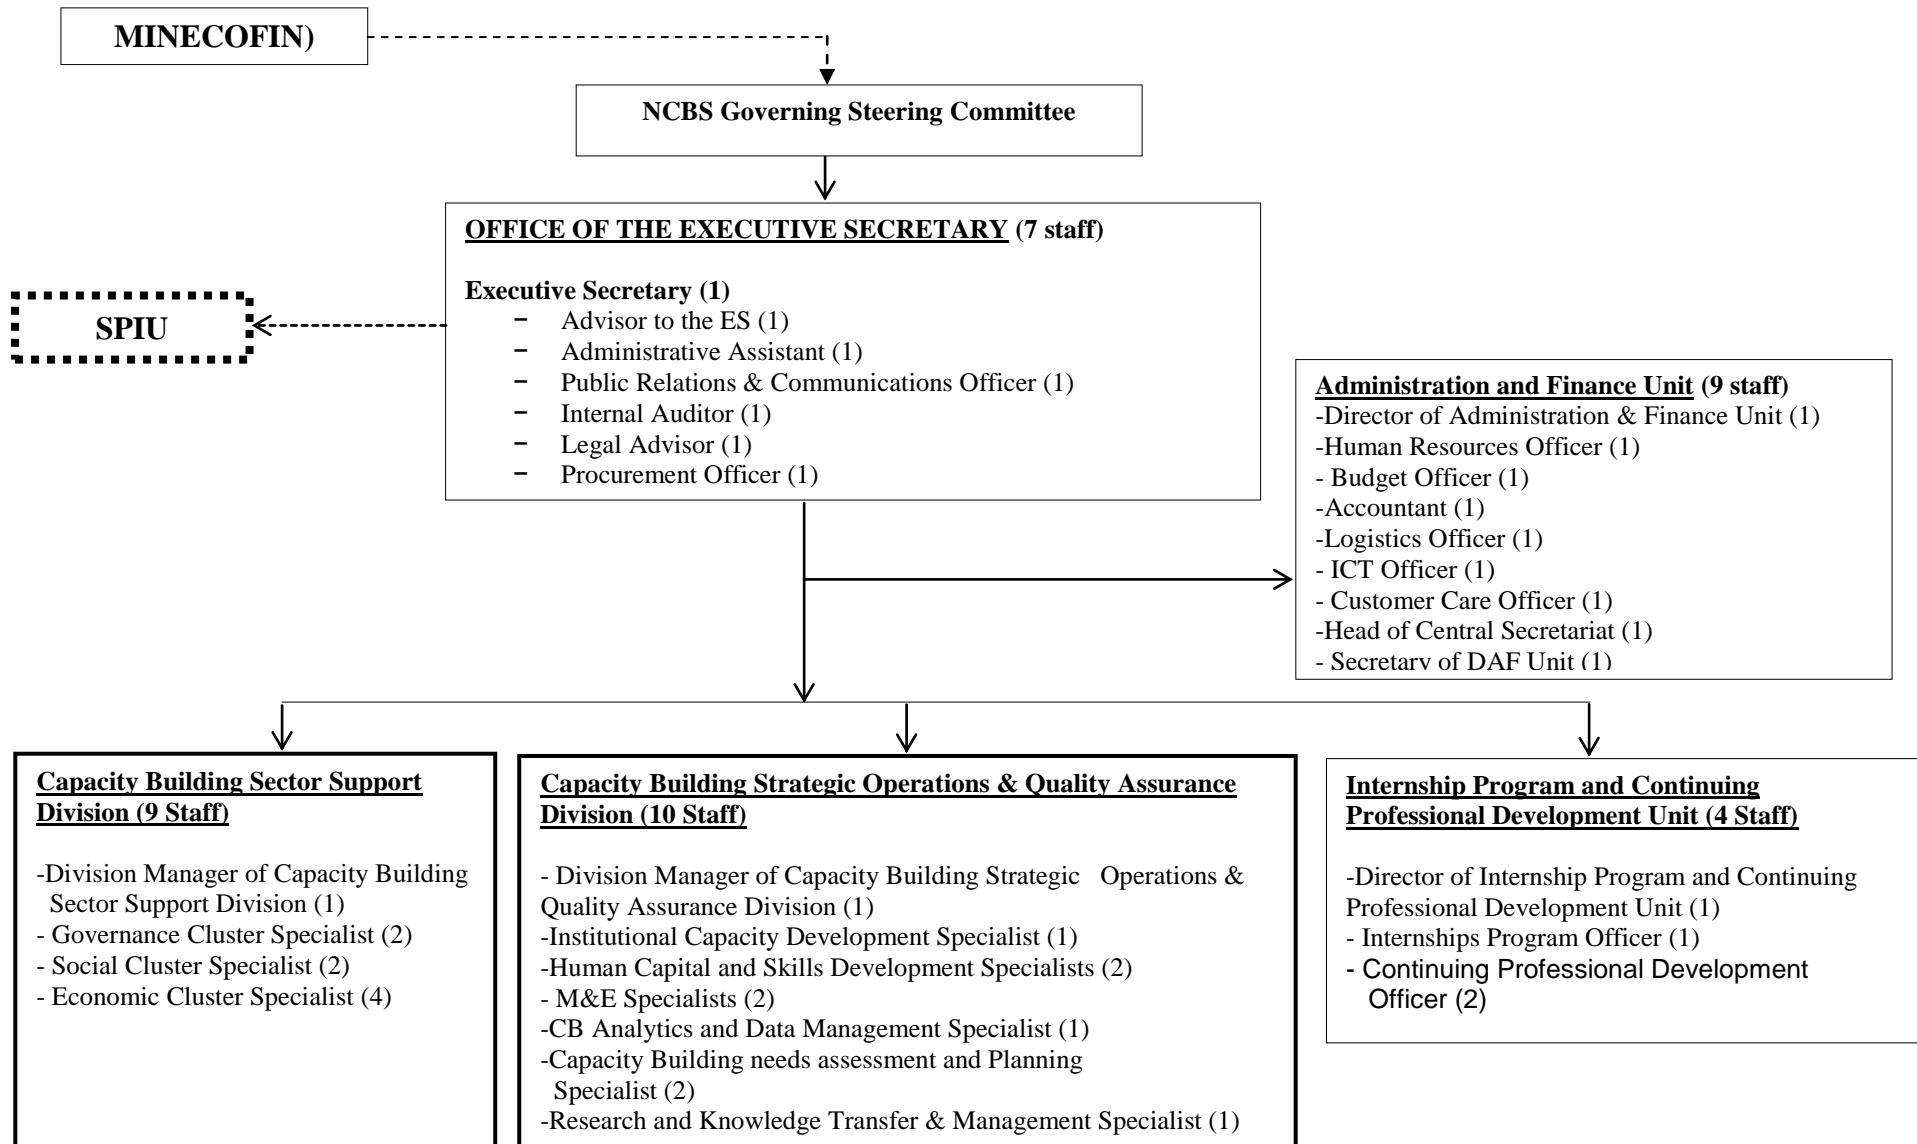 MINECOFIN)
NCBS Governing Steering Committee
OFFICE OF THE EXECUTIVE SECRETARY (7 staff)
Executive Secretary (1)
− Advisor to the ES (1)
− Administrative Assistant (1)
− Public Relations & Communications Officer (1)
− Internal Auditor (1)
− Legal Advisor (1)
− Procurement Officer (1)
SPIU
Administration and Finance Unit (9 staff)
-Director of Administration & Finance Unit (1)
-Human Resources Officer (1)
- Budget Officer (1)
-Accountant (1)
-Logistics Officer (1)
- ICT Officer (1)
- Customer Care Officer (1)
-Head of Central Secretariat (1)
- Secretary of DAF Unit (1)
Capacity Building Sector Support
Division (9 Staff)
-Division Manager of Capacity Building
Sector Support Division (1)
- Governance Cluster Specialist (2)
- Social Cluster Specialist (2)
- Economic Cluster Specialist (4)
Capacity Building Strategic Operations & Quality Assurance
Division (10 Staff)
- Division Manager of Capacity Building Strategic Operations &
Quality Assurance Division (1)
-Institutional Capacity Development Specialist (1)
-Human Capital and Skills Development Specialists (2)
- M&E Specialists (2)
-CB Analytics and Data Management Specialist (1)
-Capacity Building needs assessment and Planning
Specialist (2)
-Research and Knowledge Transfer & Management Specialist (1)
Internship Program and Continuing
Professional Development Unit (4 Staff)
-Director of Internship Program and Continuing
Professional Development Unit (1)
- Internships Program Officer (1)
- Continuing Professional Development
Officer (2)